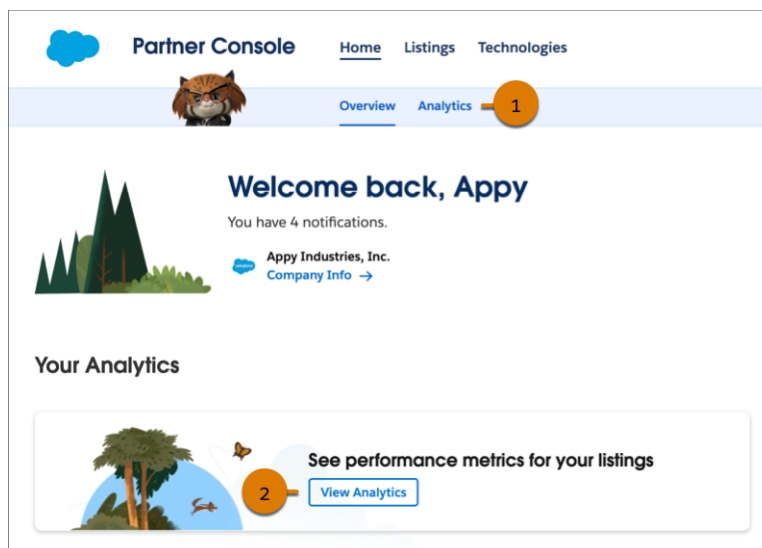 Partner Console Home Listings Technologies
Overview Analytics 1
Welcome back, Appy
You have 4 notifications.
Appy Industries, Inc.
Company Info →
Your Analytics
See performance metrics for your listings
2 View Analytics